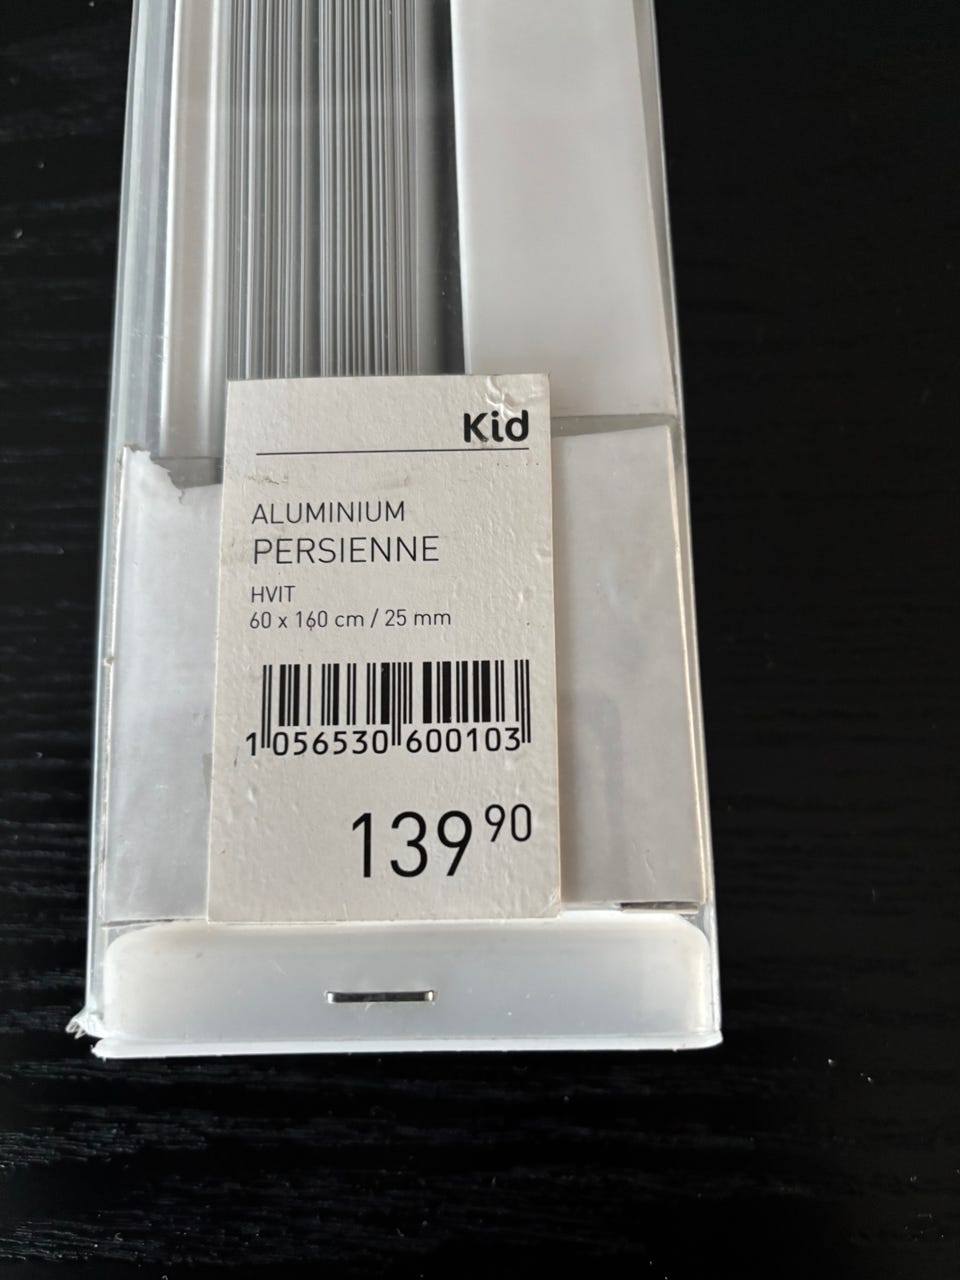 Kid
ALUMINIUM
PERSIENNE
HVIT
60 x 160 cm / 25 mm
1 056530 600103
139 90